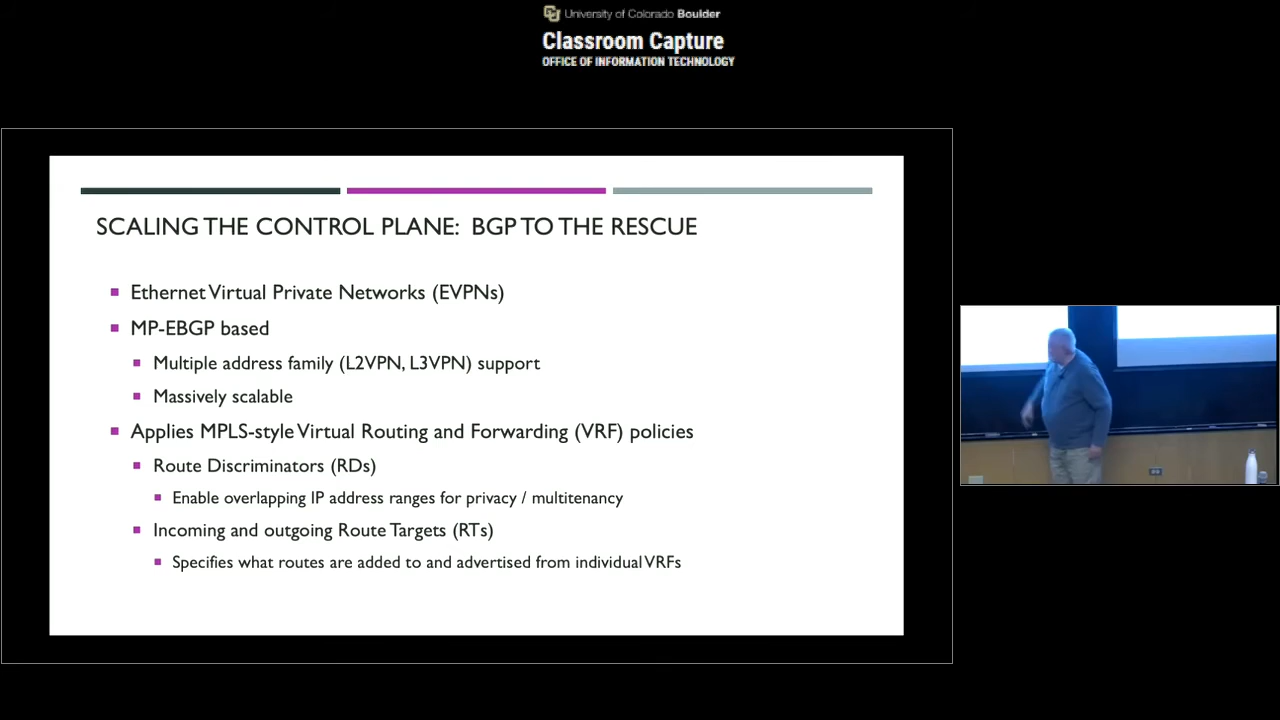 University of Colorado Boulder
Classroom Capture
OFFICE OF INFORMATION TECHNOLOGY
SCALING THE CONTROL PLANE: BGP TO THE RESCUE
Ethernet Virtual Private Networks (EVPNs)
MP-EBGP based
Multiple address family (L2VPN, L3VPN) support
Massively scalable
Applies MPLS-style Virtual Routing and Forwarding (VRF) policies
Route Discriminators (RDs)
Enable overlapping IP address ranges for privacy / multitenancy
Incoming and outgoing Route Targets (RTs)
Specifies what routes are added to and advertised from individual VRFs